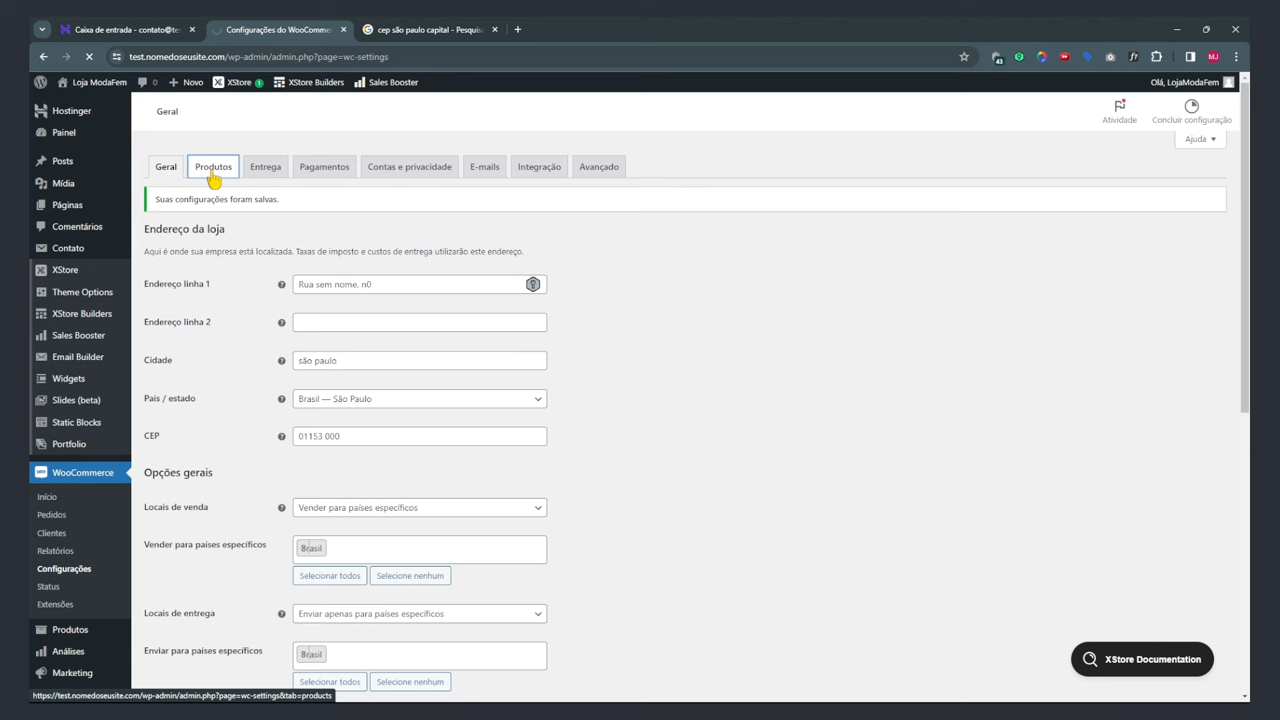 Caixa de entrada - contato@te
Configurações do WooComme
cep são paulo capital - Pesqui
test.nomedoseusite.com/wp-admin/admin.php?page=wc-settings
43
MJ
Loja ModaFem
0
Novo
XStore
1
XStore Builders
Sales Booster
Olá, LojaModaFem
Hostinger
Painel
Posts
Mídia
Páginas
Comentários
Contato
XStore
Theme Options
XStore Builders
Sales Booster
Email Builder
Widgets
Slides (beta)
Static Blocks
Portfolio
WooCommerce
Início
Pedidos
Clientes
Relatórios
Configurações
Status
Extensões
Produtos
Análises
Marketing
Geral
Atividade
Concluir configuração
Ajuda
Geral
Produtos
Entrega
Pagamentos
Contas e privacidade
E-mails
Integração
Avançado
Suas configurações foram salvas.
Endereço da loja
Aqui é onde sua empresa está localizada. Taxas de imposto e custos de entrega utilizarão este endereço.
Endereço linha 1
Rua sem nome, n0
Endereço linha 2
Cidade
são paulo
País / estado
Brasil — São Paulo
CEP
01153 000
Opções gerais
Locais de venda
Vender para países específicos
Vender para países específicos
Brasil
Selecionar todos
Selecione nenhum
Locais de entrega
Enviar apenas para países específicos
Enviar para países específicos
Brasil
Selecionar todos
Selecione nenhum
XStore Documentation
https://test.nomedoseusite.com/wp-admin/admin.php?page=wc-settings&tab=products